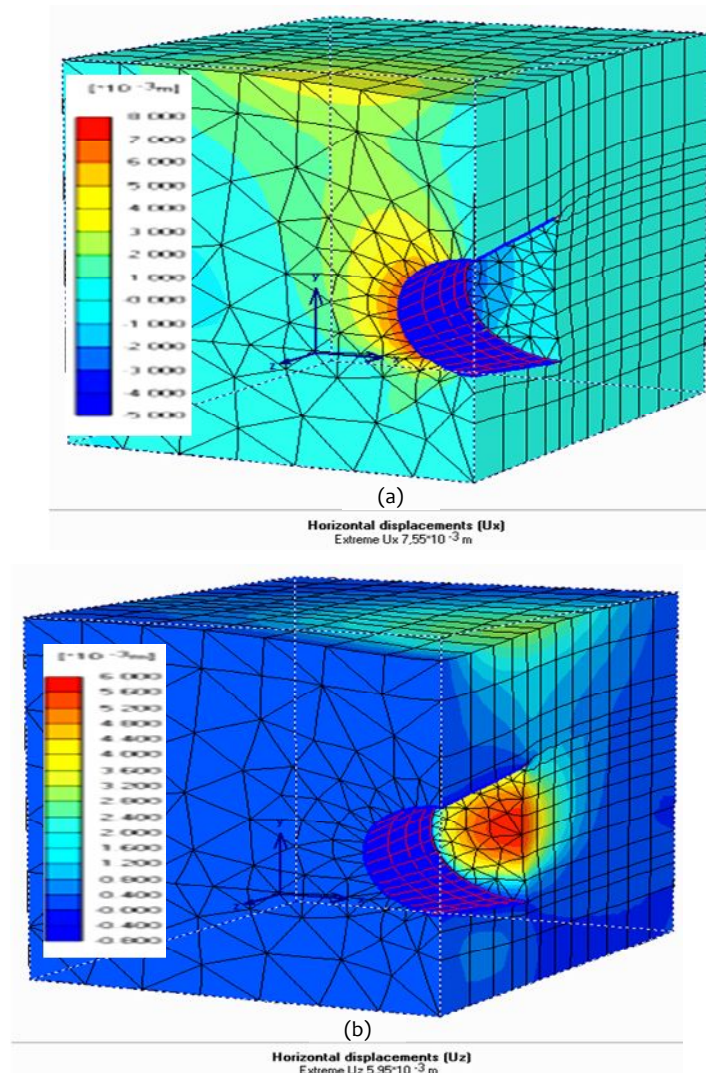 [*10 -3m]
8 000
7 000
6 000
5 000
4 000
3 000
2 000
1 000
-0 000
-1 000
-2 000
-3 000
-4 000
-5 000
Y
z
x
(a)
Horizontal displacements (Ux)
Extreme Ux 7,55*10 -3 m
[*10 -3m]
6.000
5.600
5.200
4.800
4.400
4.000
3.600
3.200
2.800
2.400
2.000
1.600
1.200
0.800
0.400
-0.000
-0.400
-0.800
Y
(b)
Horizontal displacements (Uz)
Extreme Uz 5,95*10 -3 m